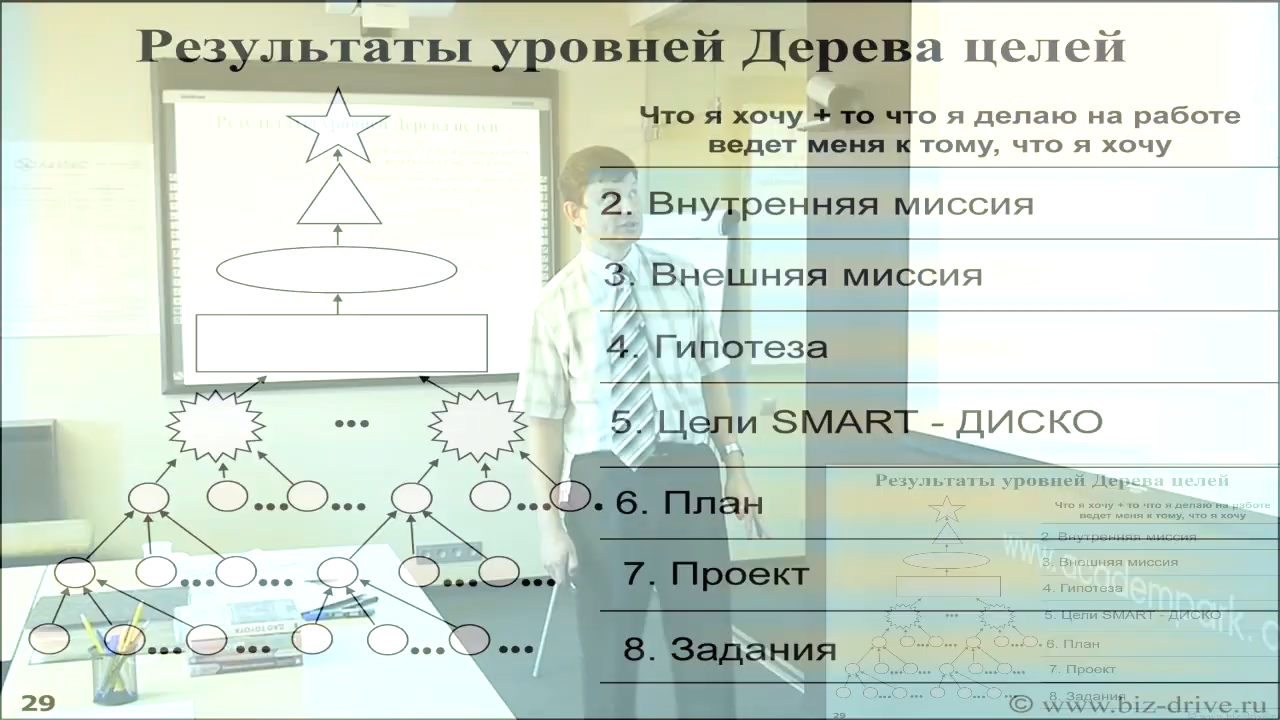 Результаты уровней Дерева целей
Что я хочу + то что я делаю на работе
ведет меня к тому, что я хочу
2. Внутренняя миссия
3. Внешняя миссия
4. Гипотеза
5. Цели SMART - ДИСКО
6. План
7. Проект
8. Задания
29
© www.biz-drive.ru
Результаты уровней Дерева целей
Что я хочу + то что я делаю на работе
ведет меня к тому, что я хочу
2. Внутренняя миссия
3. Внешняя миссия
4. Гипотеза
5. Цели SMART - ДИСКО
6. План
7. Проект
8. Задания
29
www.academpark.